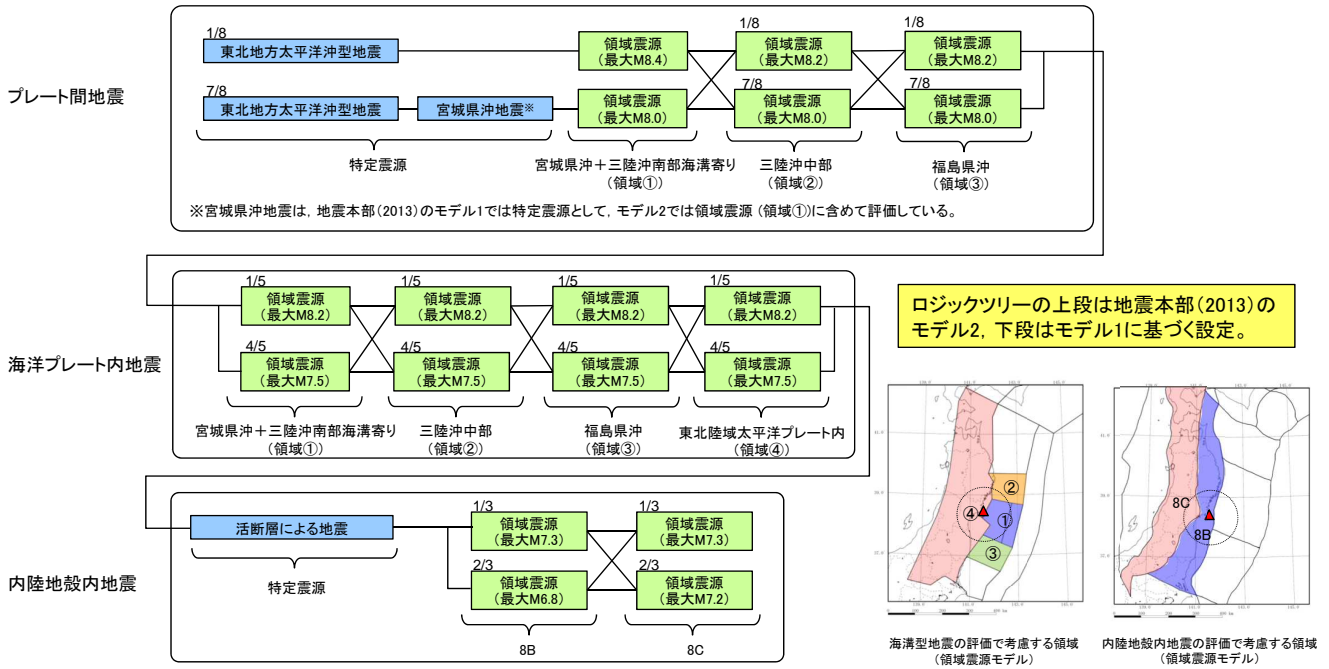 プレート間地震
1/8
東北地方太平洋沖型地震
7/8
東北地方太平洋沖型地震
宮城県沖地震※
特定震源
領域震源
(最大M8.4)
領域震源
(最大M8.0)
宮城県沖+三陸沖南部海溝寄り
(領域①)
1/8
領域震源
(最大M8.2)
7/8
領域震源
(最大M8.0)
三陸沖中部
(領域②)
1/8
領域震源
(最大M8.2)
7/8
領域震源
(最大M8.0)
福島県沖
(領域③)
※宮城県沖地震は,地震本部(2013)のモデル1では特定震源として,モデル2では領域震源 (領域①)に含めて評価している。
海洋プレート内地震
1/5
領域震源
(最大M8.2)
4/5
領域震源
(最大M7.5)
宮城県沖+三陸沖南部海溝寄り
(領域①)
1/5
領域震源
(最大M8.2)
4/5
領域震源
(最大M7.5)
三陸沖中部
(領域②)
1/5
領域震源
(最大M8.2)
4/5
領域震源
(最大M7.5)
福島県沖
(領域③)
1/5
領域震源
(最大M8.2)
4/5
領域震源
(最大M7.5)
東北陸域太平洋プレート内
(領域④)
内陸地殻内地震
活断層による地震
特定震源
1/3
領域震源
(最大M7.3)
2/3
領域震源
(最大M6.8)
8B
1/3
領域震源
(最大M7.3)
2/3
領域震源
(最大M7.2)
8C
ロジックツリーの上段は地震本部(2013)の
モデル2,下段はモデル1に基づく設定。
②
④
①
③
海溝型地震の評価で考慮する領域
(領域震源モデル)
8C
8B
内陸地殻内地震の評価で考慮する領域
(領域震源モデル)